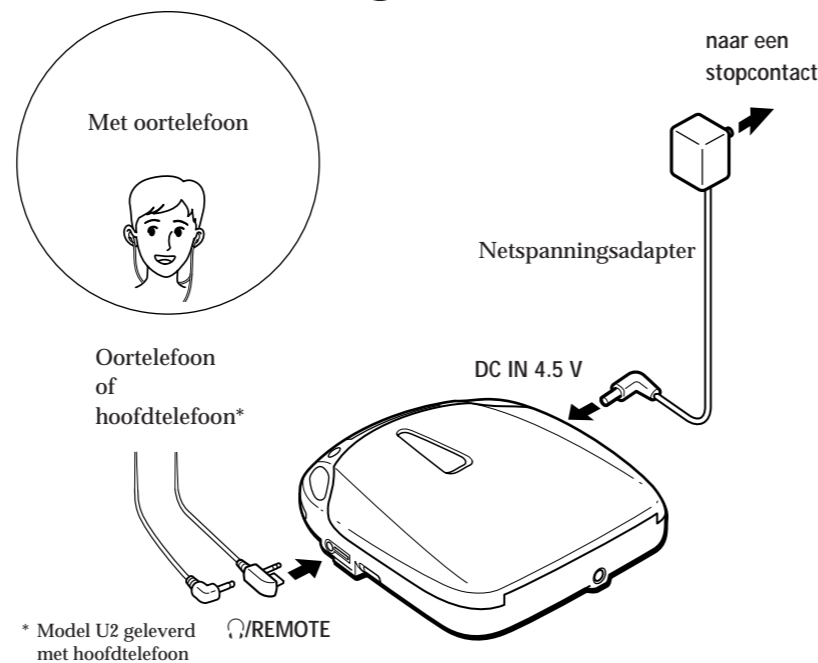 naar een
stopcontact
Met oortelefoon
Netspanningsadapter
Oortelefoon
of
hoofdtelefoon*
DC IN 4.5 V
* Model U2 geleverd
met hoofdtelefoon
🎧/REMOTE